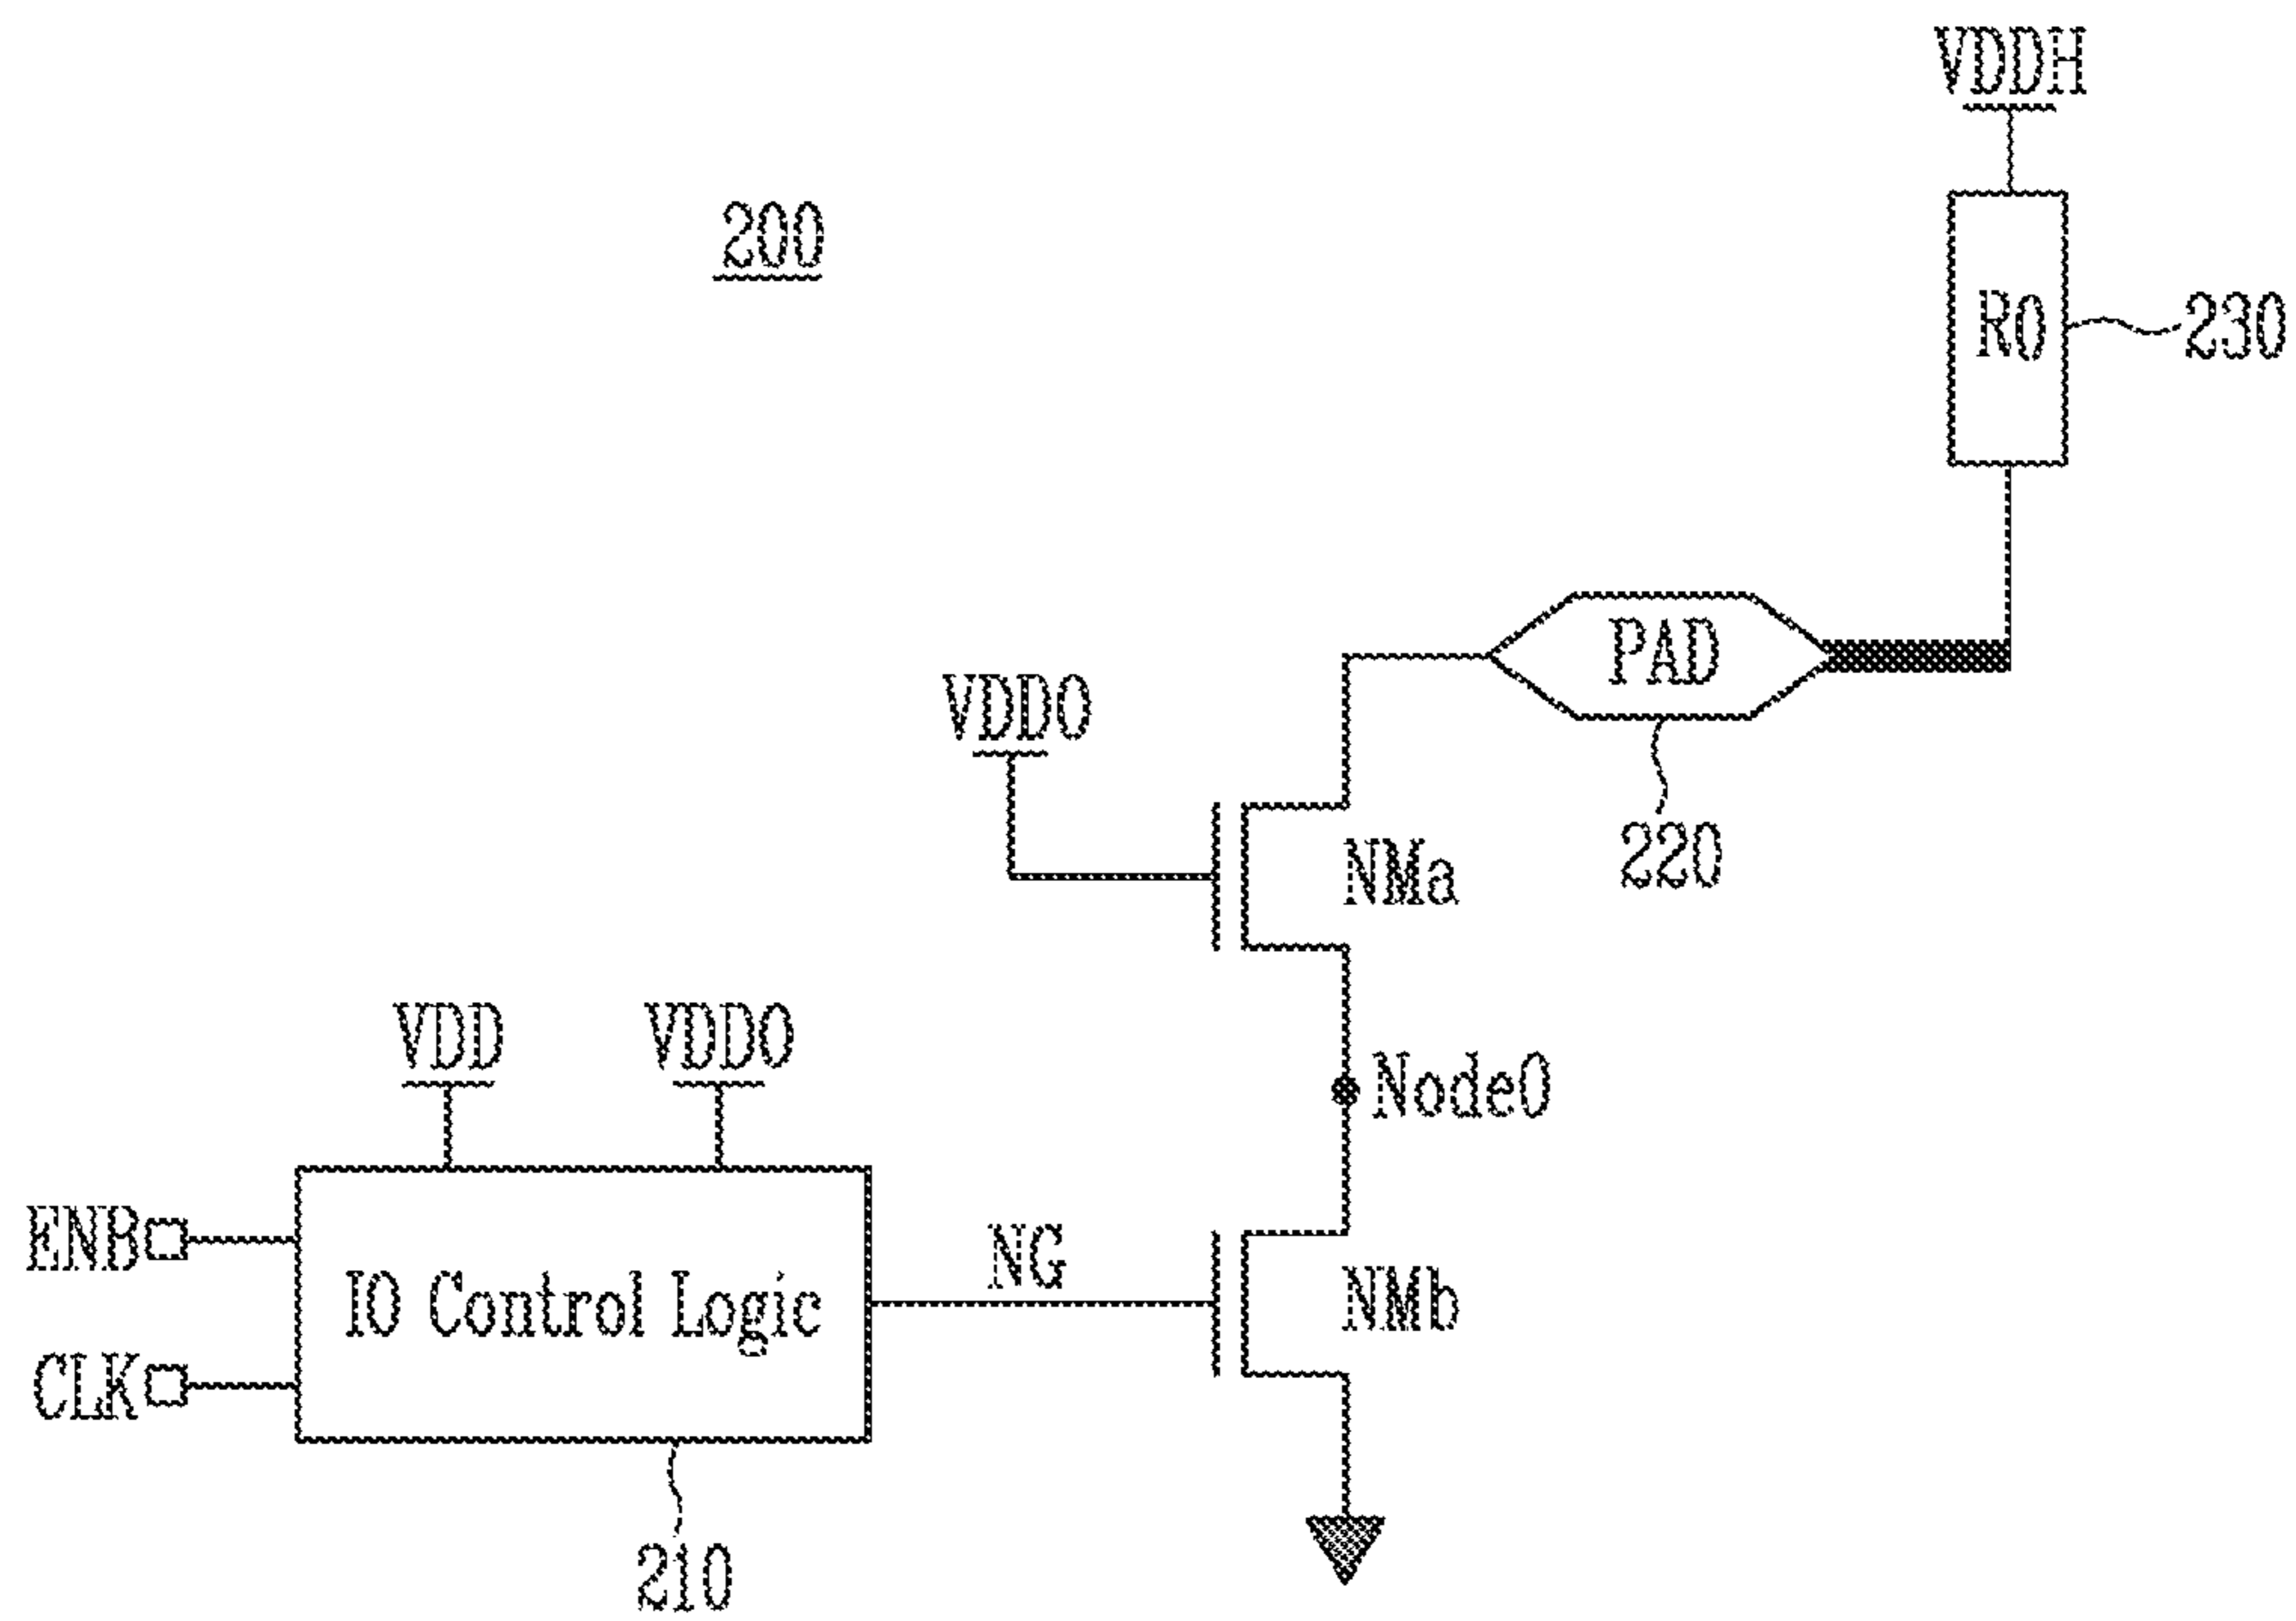 VDDH
200
R0
230
PAD
VDDO
NMa
220
VDD
VDDO
Node0
ENB
NG
IO Control Logic
NMb
CLK
210